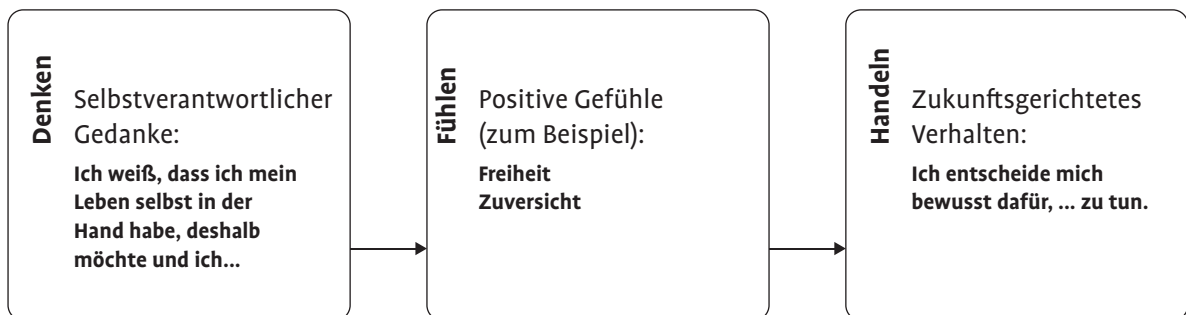 Denken
Selbstverantwortlicher
Gedanke:
Ich weiß, dass ich mein
Leben selbst in der
Hand habe, deshalb
möchte und ich...
Fühlen
Positive Gefühle
(zum Beispiel):
Freiheit
Zuversicht
Handeln
Zukunftsgerichtetes
Verhalten:
Ich entscheide mich
bewusst dafür, ... zu tun.